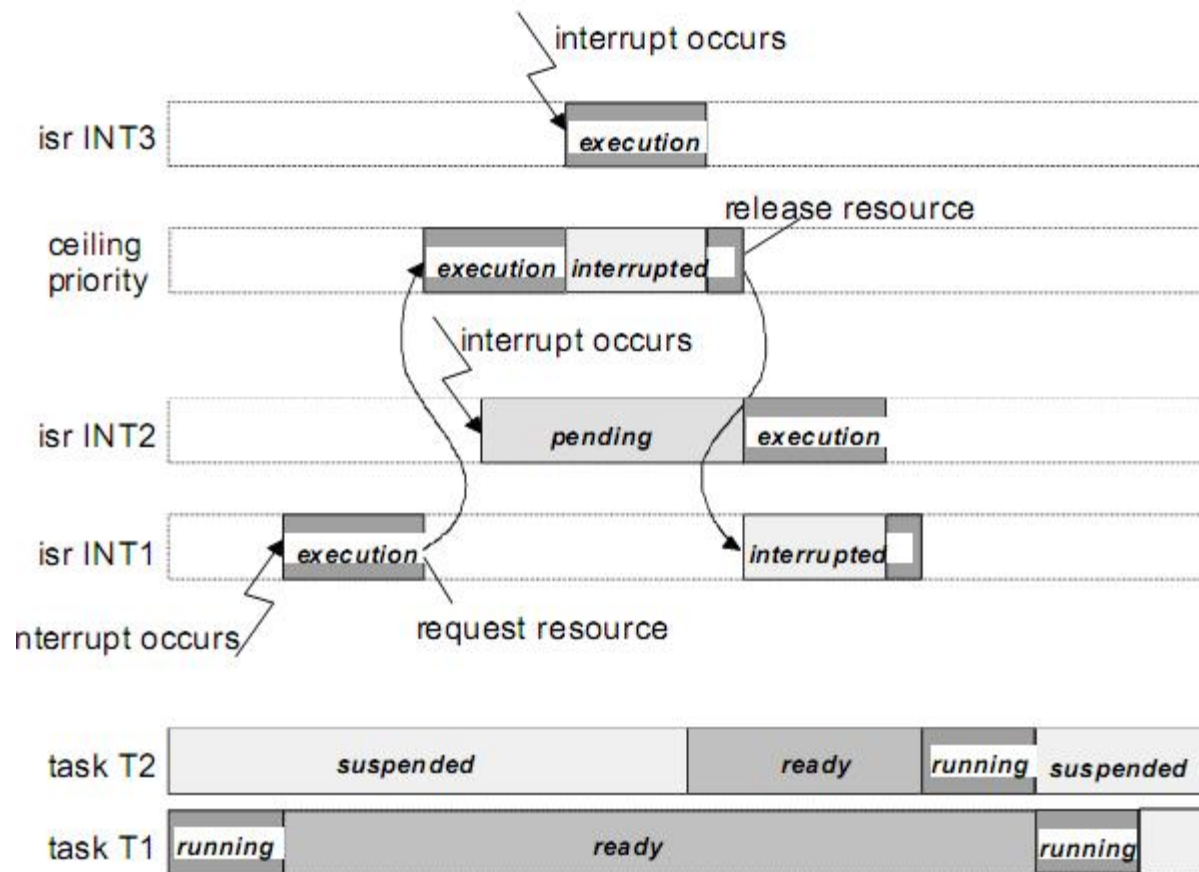 interrupt occurs
isr INT3
execution
release resource
ceiling
priority
execution
interrupted
interrupt occurs
isr INT2
pending
execution
isr INT1
execution
interrupted
nterrupt occurs
request resource
task T2
suspended
ready
running
suspended
task T1
running
ready
running